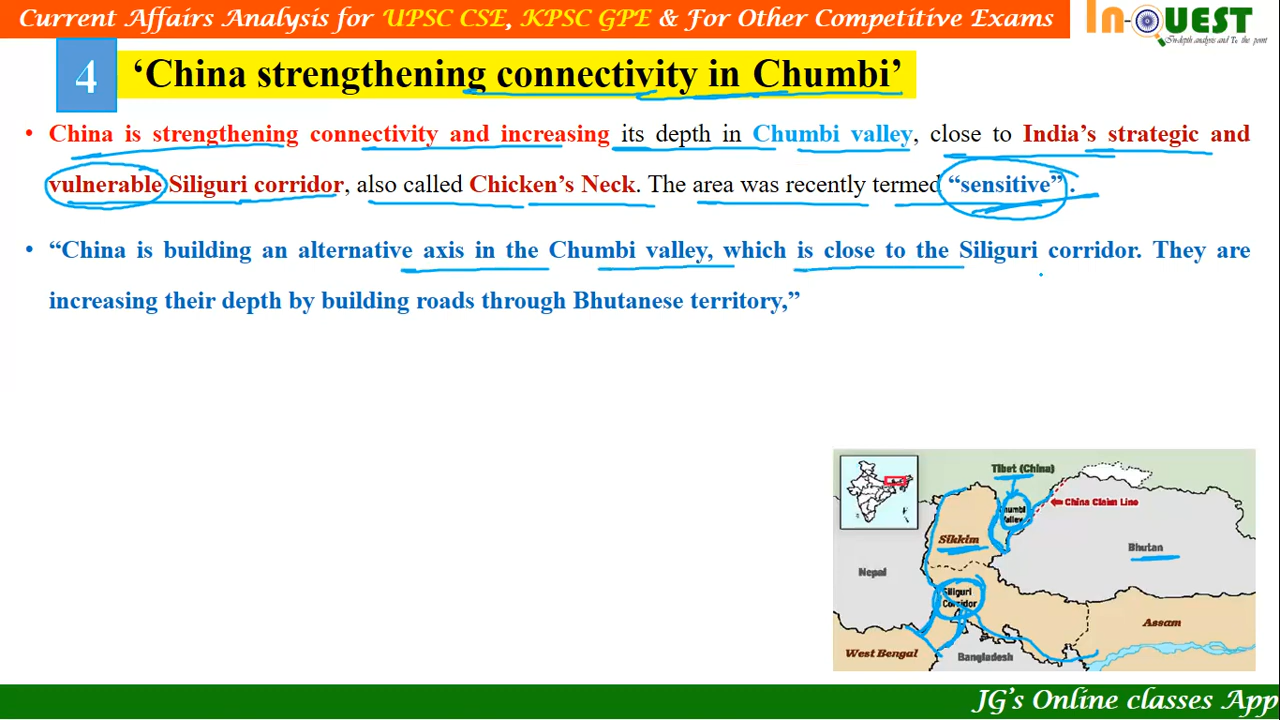 Current Affairs Analysis for UPSC CSE, KPSC GPE & For Other Competitive Exams
In-QUEST
In-depth analysis and To the point
4
‘China strengthening connectivity in Chumbi’
• China is strengthening connectivity and increasing its depth in Chumbi valley, close to India’s strategic and
vulnerable Siliguri corridor, also called Chicken’s Neck. The area was recently termed “sensitive”.
• “China is building an alternative axis in the Chumbi valley, which is close to the Siliguri corridor. They are
increasing their depth by building roads through Bhutanese territory,”
Tibet (China)
Chumbi
Valley
China Claim Line
Sikkim
Bhutan
Nepal
Siliguri
Corridor
Assam
West Bengal
Bangladesh
JG’s Online classes App